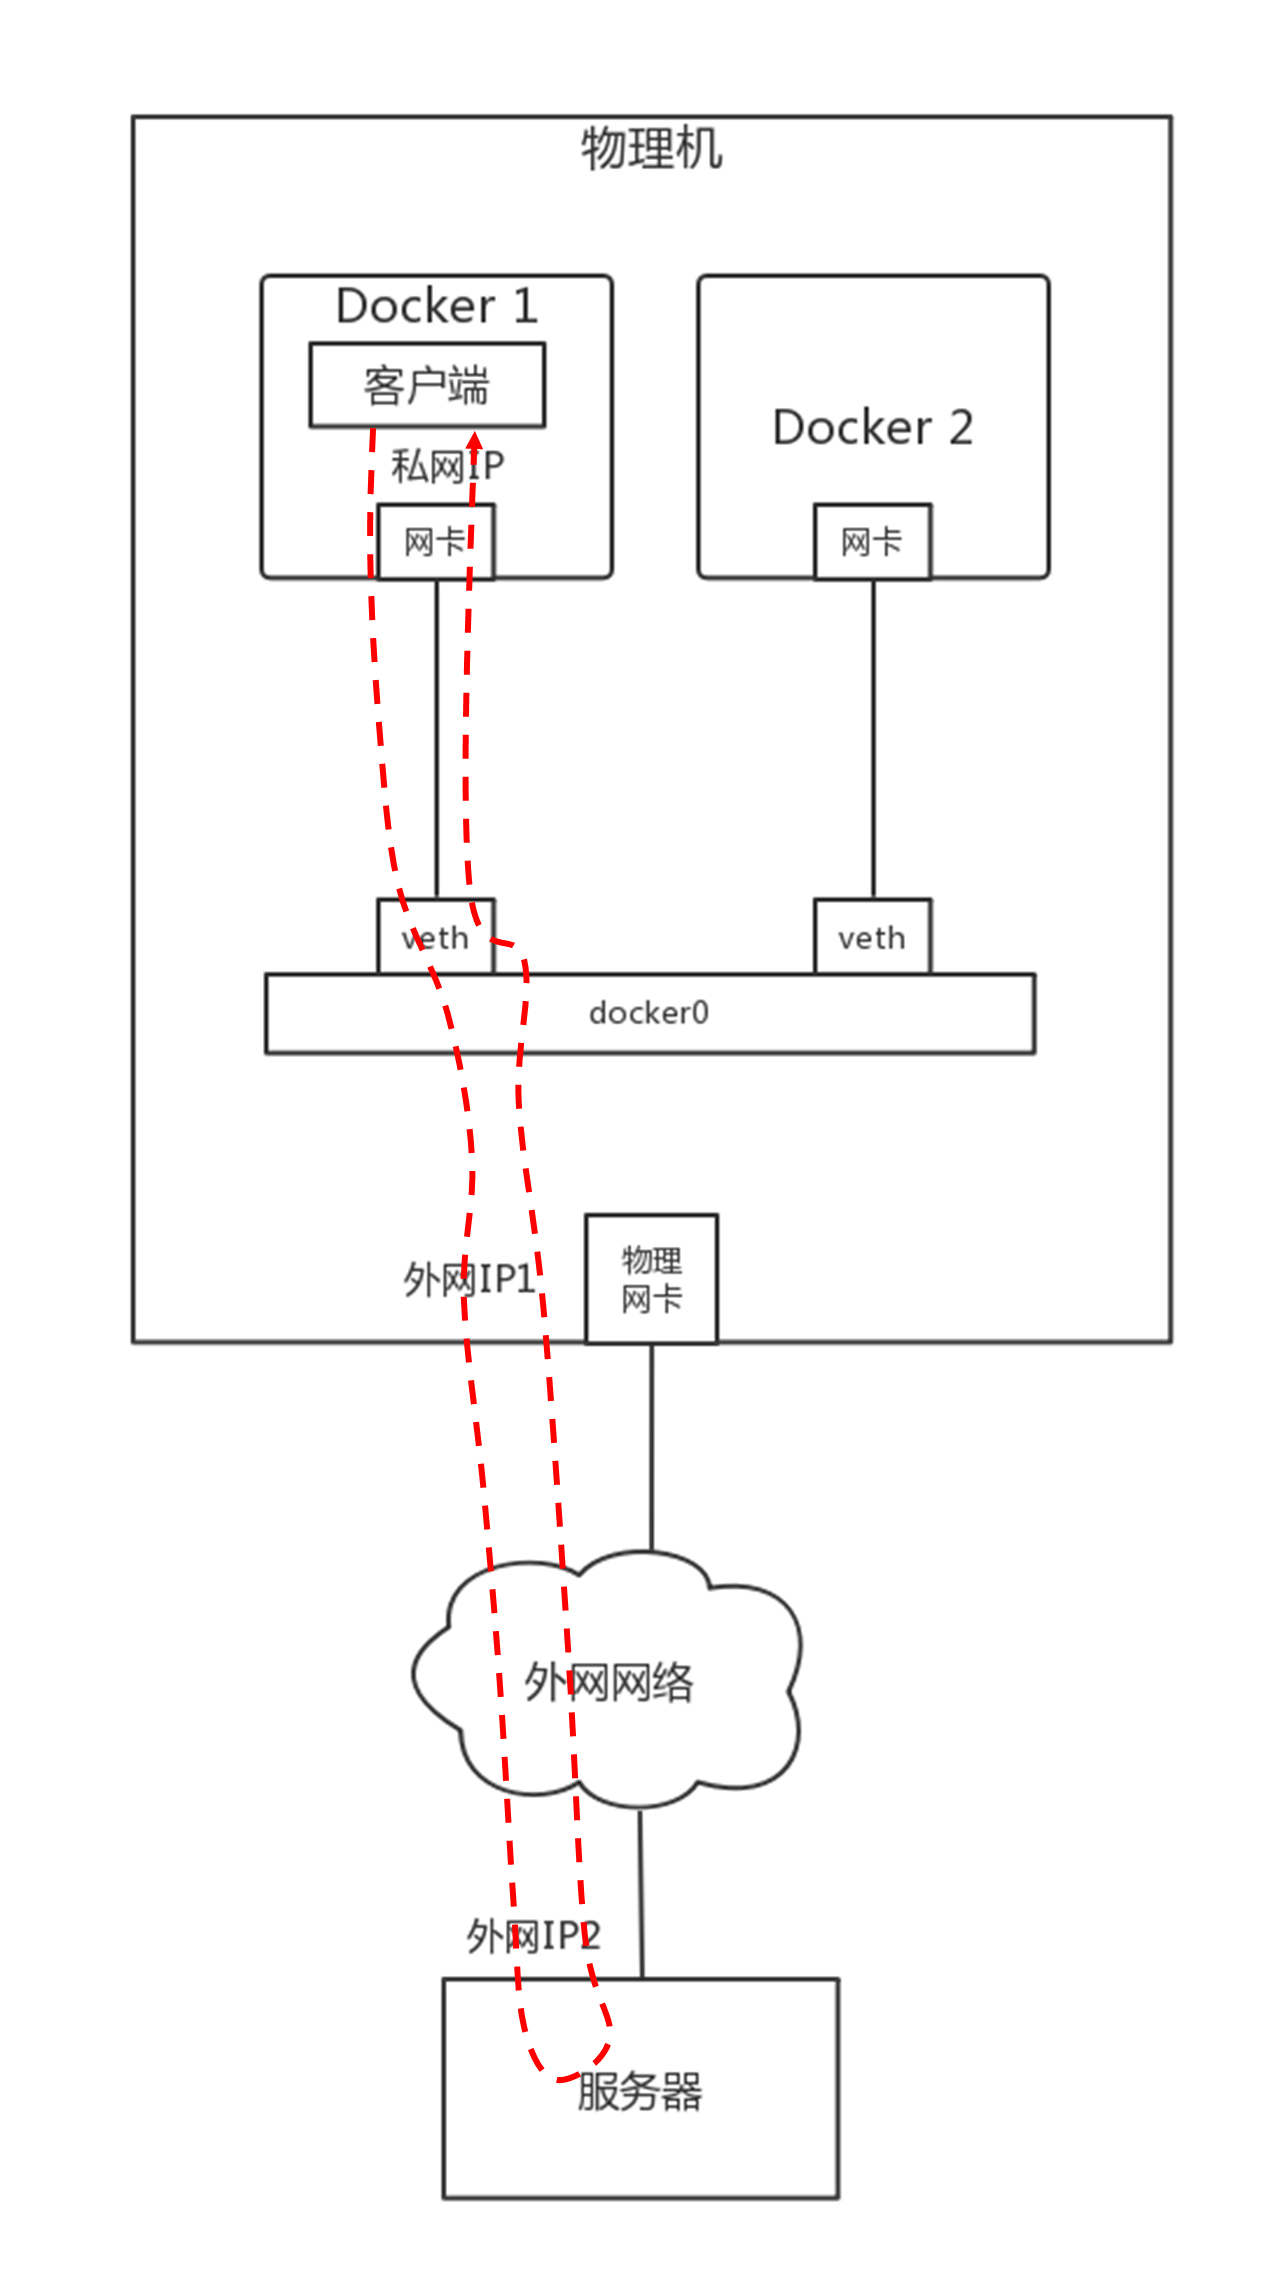 物理机
Docker 1
客户端
私网IP
网卡
Docker 2
网卡
veth
veth
docker0
外网IP1
物理
网卡
外网网络
外网IP2
服务器